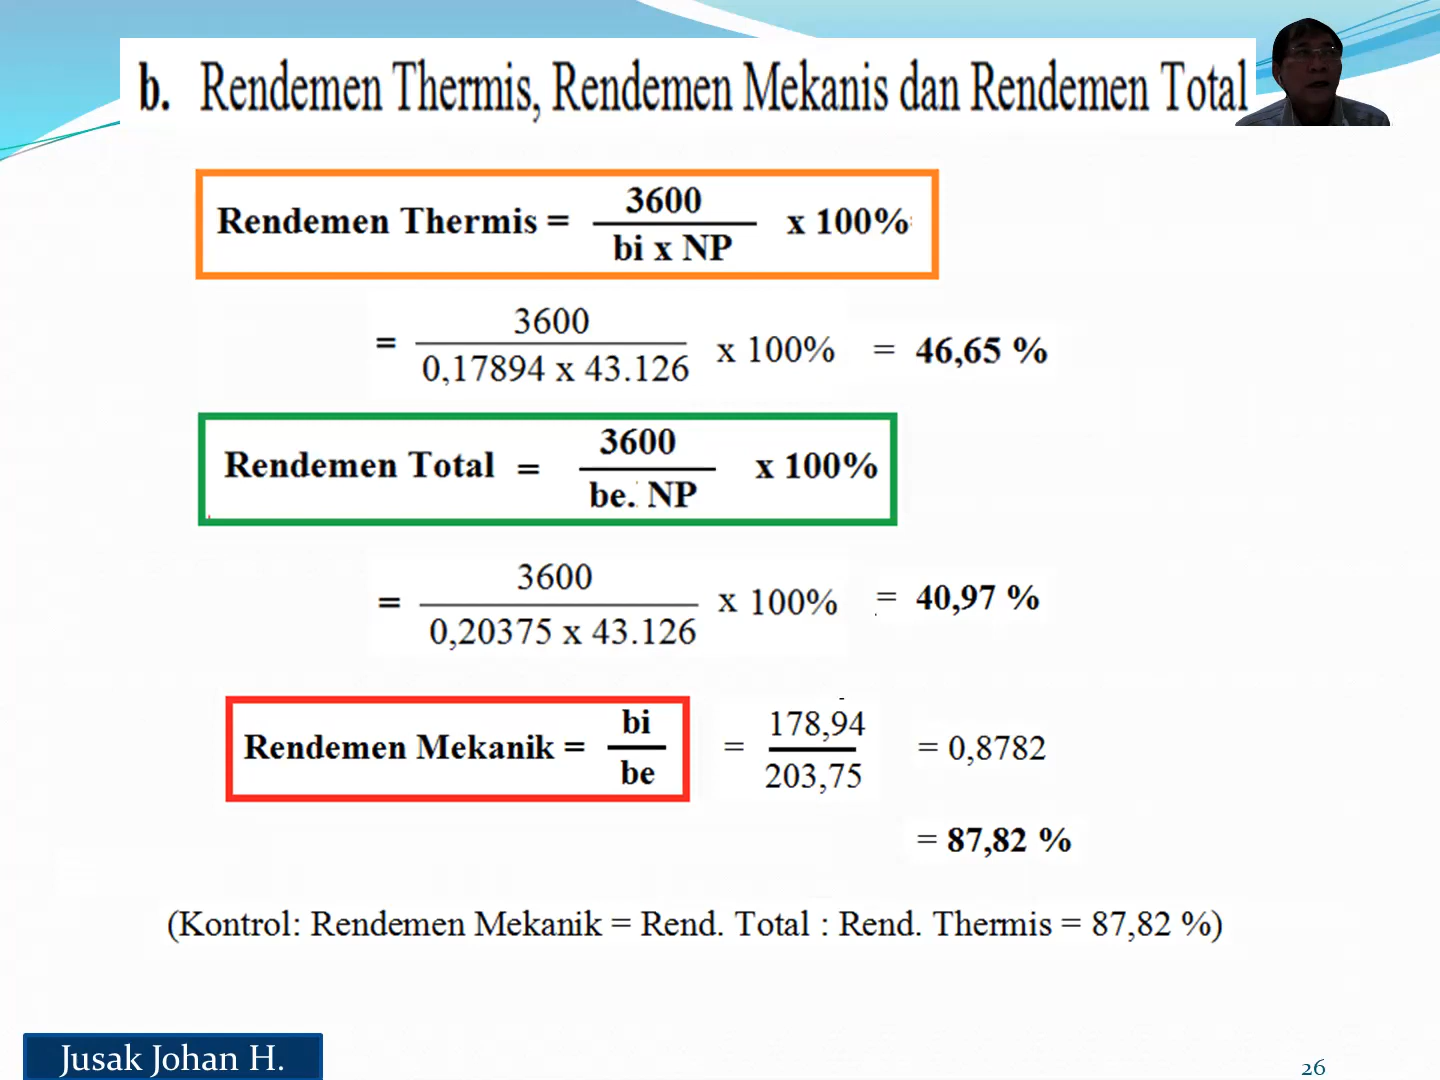 b. Rendemen Thermis, Rendemen Mekanis dan Rendemen Total
Rendemen Thermis = 3600 / bi x NP x 100%
= 3600 / 0,17894 x 43.126 x 100% = 46,65 %
Rendemen Total = 3600 / be. NP x 100%
= 3600 / 0,20375 x 43.126 x 100% = 40,97 %
Rendemen Mekanik = bi / be = 178,94 / 203,75 = 0,8782
= 87,82 %
(Kontrol: Rendemen Mekanik = Rend. Total : Rend. Thermis = 87,82 %)
Jusak Johan H.
26